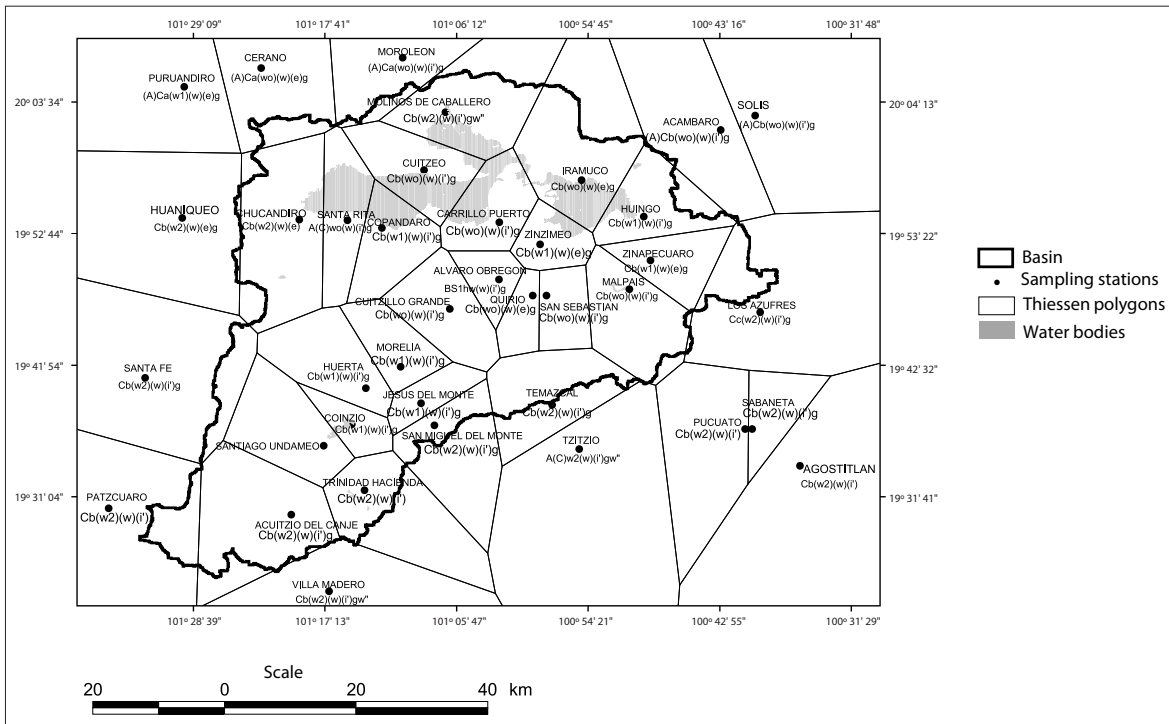 101° 29' 09" 101° 17' 41" 101° 06' 12" 100° 54' 45" 100° 43' 16" 100° 31' 48"
MOROLEON
(A)Ca(wo)(w)(i')g
CERANO
(A)Ca(wo)(w)(e)g
PURUANDIRO
(A)Ca(w1)(w)(e)g
20° 03' 34"
20° 04' 13"
MOLINOS DE CABALLERO
Cb(w2)(w)(i')gw"
SOLIS
(A)Cb(wo)(w)(i')g
ACAMBARO
(A)Cb(wo)(w)(i')g
CUITZEO
Cb(wo)(w)(i')g
IRAMUCO
Cb(wo)(w)(e)g
HUANIQUEO
Cb(w2)(w)(e)g
CHUCANDIRO
Cb(w2)(w)(e)
SANTA RITA
A(C)wo(w)(i')g
COPANDARO
Cb(w1)(w)(i')g
CARRILLO PUERTO
Cb(wo)(w)(i')g
HUINGO
Cb(w1)(w)(i')g
19° 52' 44"
19° 53' 22"
ZINZIMEO
Cb(w1)(w)(e)g
ZINAPECUARO
Cb(w1)(w)(e)g
ALVARO OBREGON
BS1hw(w)(i')g
MALPAIS
Cb(wo)(w)(i')g
CUITZILLO GRANDE
Cb(wo)(w)(i')g
QUIRIO
Cb(wo)(w)(e)g
SAN SEBASTIAN
Cb(wo)(w)(i')g
LOS AZUFRES
Cc(w2)(w)(i')g
Basin
Sampling stations
Thiessen polygons
Water bodies
MORELIA
Cb(w1)(w)(i')g
19° 41' 54"
19° 42' 32"
SANTA FE
Cb(w2)(w)(i')g
HUERTA
Cb(w1)(w)(i')g
JESUS DEL MONTE
Cb(w1)(w)(i')g
TEMAZCAL
Cb(w2)(w)(i')g
SABANETA
Cb(w2)(w)(i')g
PUCUATO
Cb(w2)(w)(i')
COINZIO
Cb(w1)(w)(i')g
SAN MIGUEL DEL MONTE
Cb(w2)(w)(i')g
SANTIAGO UNDAMEO
TZITZIO
A(C)w2(w)(i')gw"
AGOSTITLAN
Cb(w2)(w)(i')
TRINIDAD HACIENDA
Cb(w2)(w)(i')
19° 31' 04"
19° 31' 41"
PATZCUARO
Cb(w2)(w)(i')
ACUITZIO DEL CANJE
Cb(w2)(w)(i')g
VILLA MADERO
Cb(w2)(w)(i')gw"
101° 28' 39" 101° 17' 13" 101° 05' 47" 100° 54' 21" 100° 42' 55" 100° 31' 29"
Scale
20 0 20 40 km